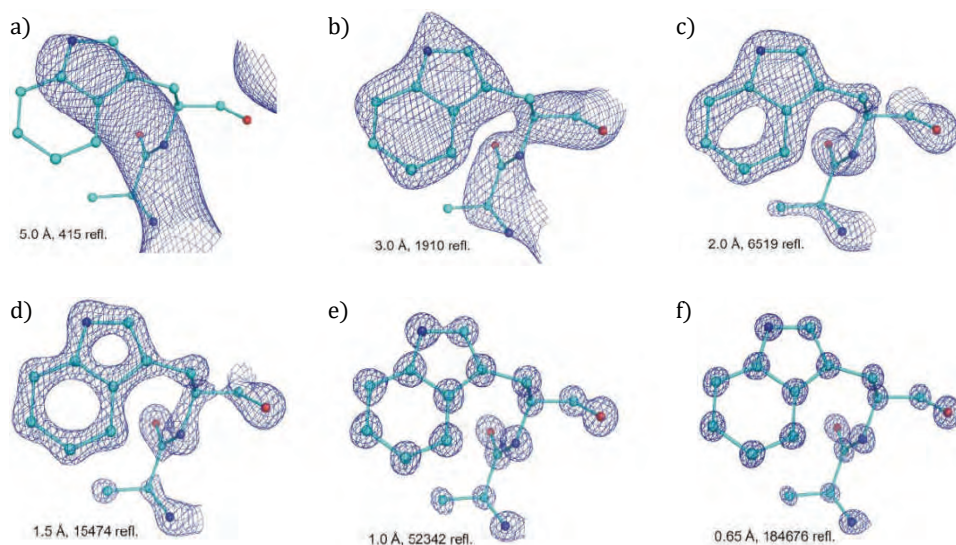 a)
b)
c)
5.0 Å, 415 refl.
3.0 Å, 1910 refl.
2.0 Å, 6519 refl.
d)
e)
f)
1.5 Å, 15474 refl.
1.0 Å, 52342 refl.
0.65 Å, 184676 refl.